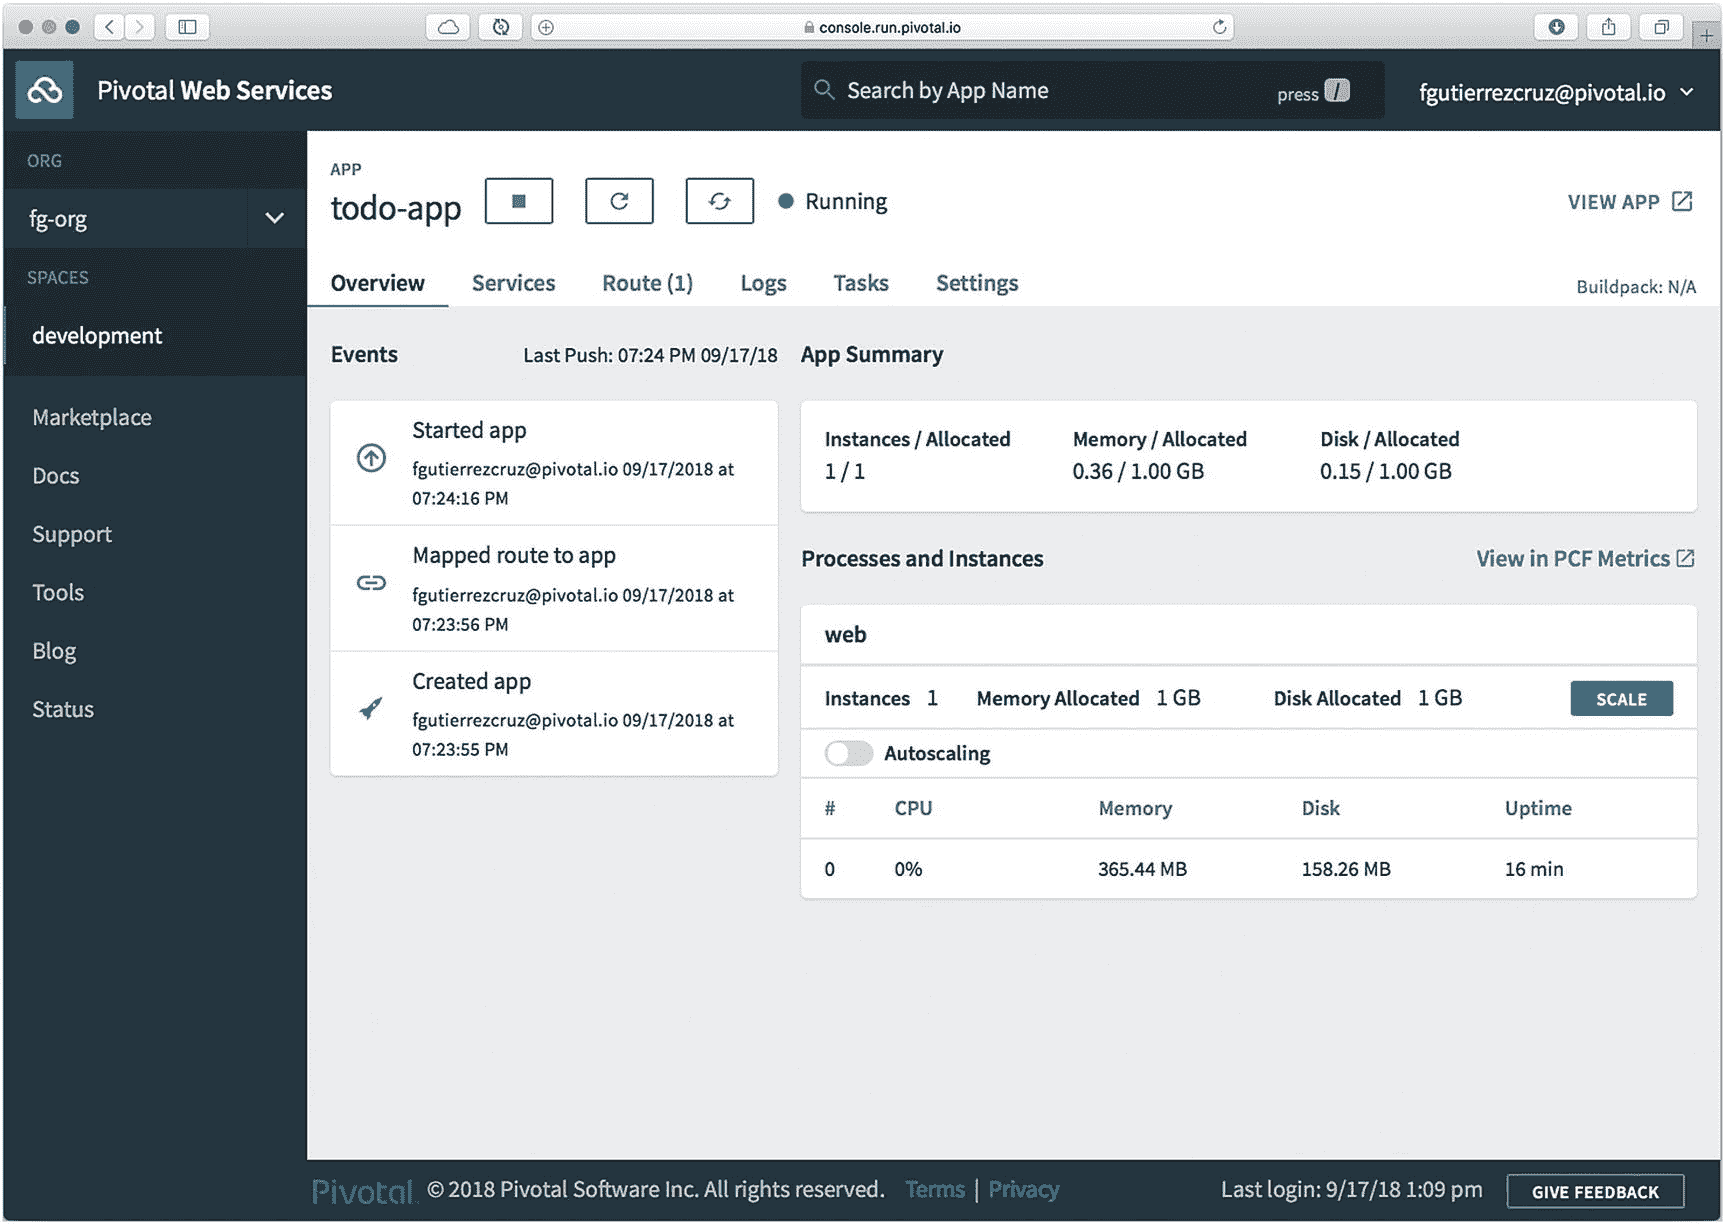 console.run.pivotal.io
Pivotal Web Services
Search by App Name
press /
fgutierrezcruz@pivotal.io
ORG
fg-org
SPACES
development
Marketplace
Docs
Support
Tools
Blog
Status
APP
todo-app
Running
VIEW APP
Overview Services Route (1) Logs Tasks Settings
Buildpack: N/A
Events
Last Push: 07:24 PM 09/17/18
Started app
fgutierrezcruz@pivotal.io 09/17/2018 at
07:24:16 PM
Mapped route to app
fgutierrezcruz@pivotal.io 09/17/2018 at
07:23:56 PM
Created app
fgutierrezcruz@pivotal.io 09/17/2018 at
07:23:55 PM
App Summary
Instances / Allocated Memory / Allocated Disk / Allocated
1 / 1 0.36 / 1.00 GB 0.15 / 1.00 GB
Processes and Instances
View in PCF Metrics
web
Instances 1 Memory Allocated 1 GB Disk Allocated 1 GB SCALE
Autoscaling
# CPU Memory Disk Uptime
0 0% 365.44 MB 158.26 MB 16 min
Pivotal © 2018 Pivotal Software Inc. All rights reserved. Terms | Privacy
Last login: 9/17/18 1:09 pm
GIVE FEEDBACK